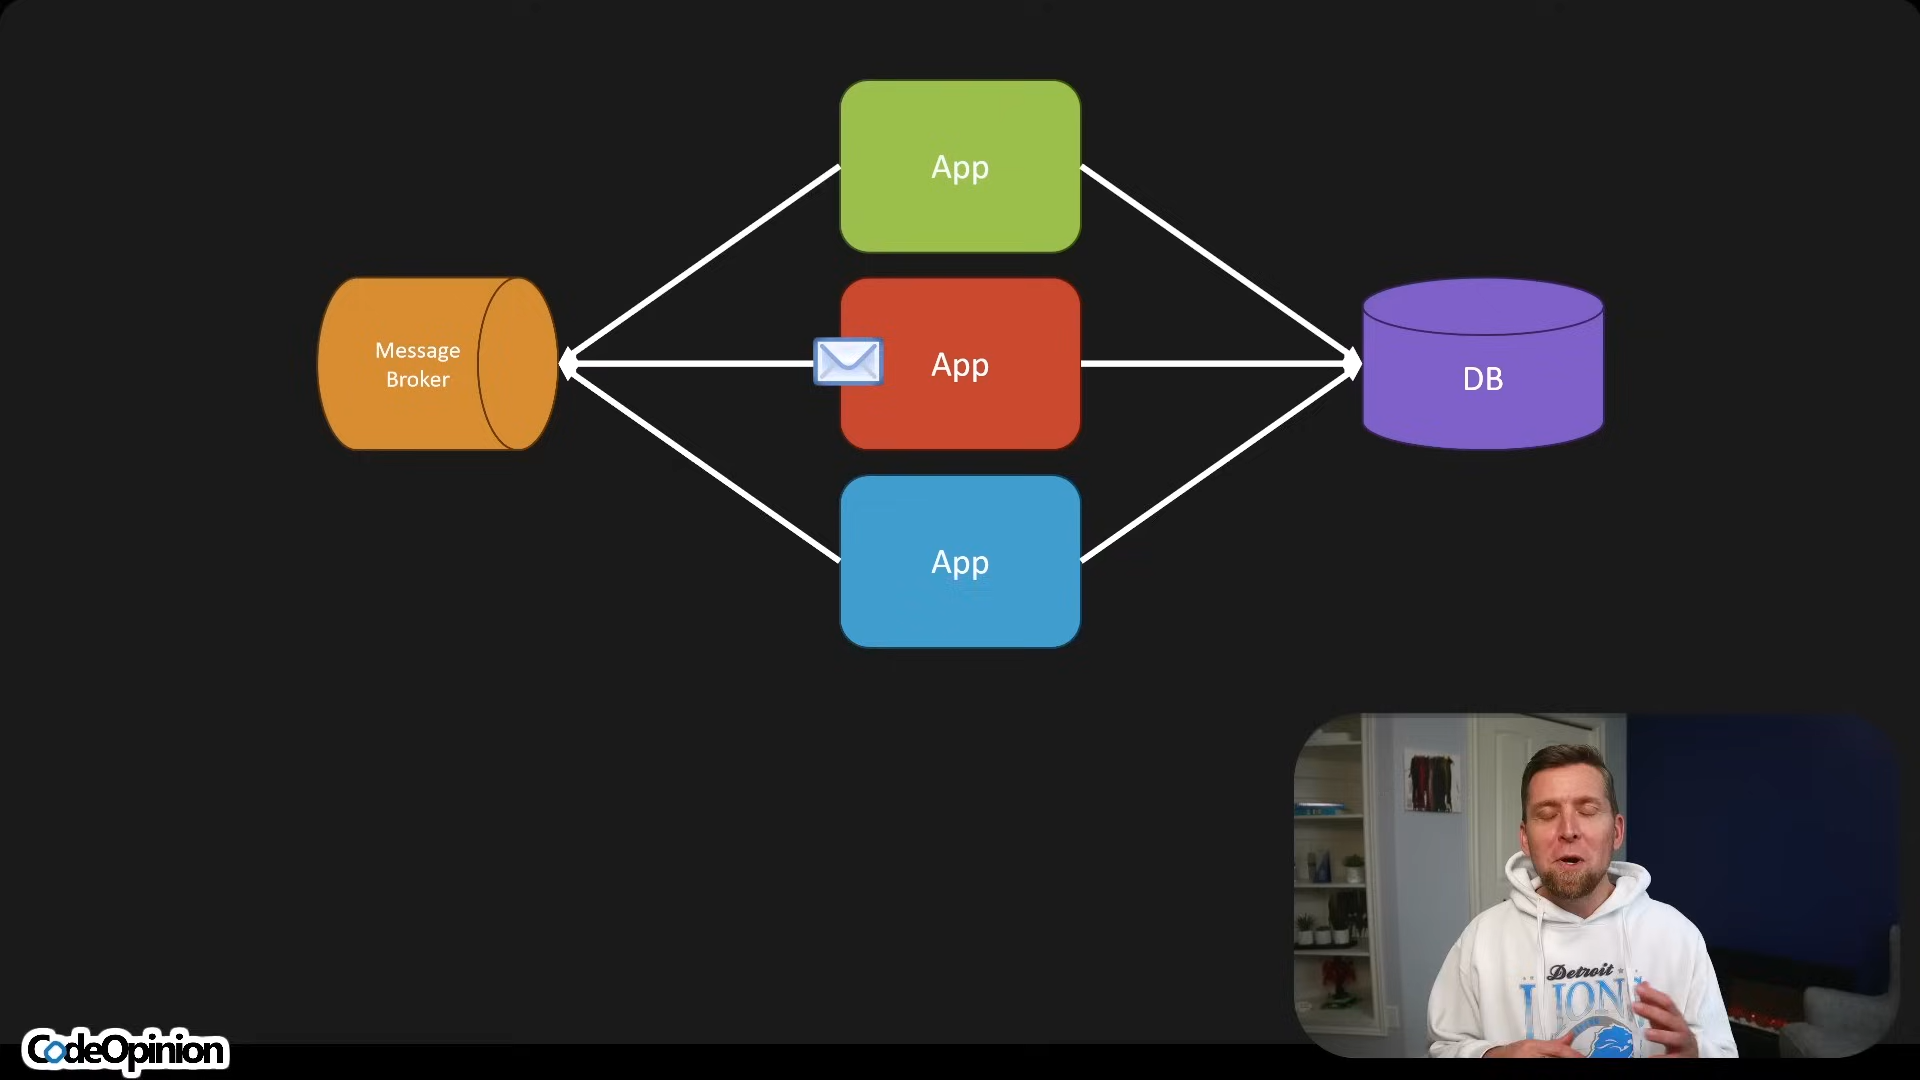 App
Message
Broker
App
DB
App
Detroit
LIONS
CodeOpinion